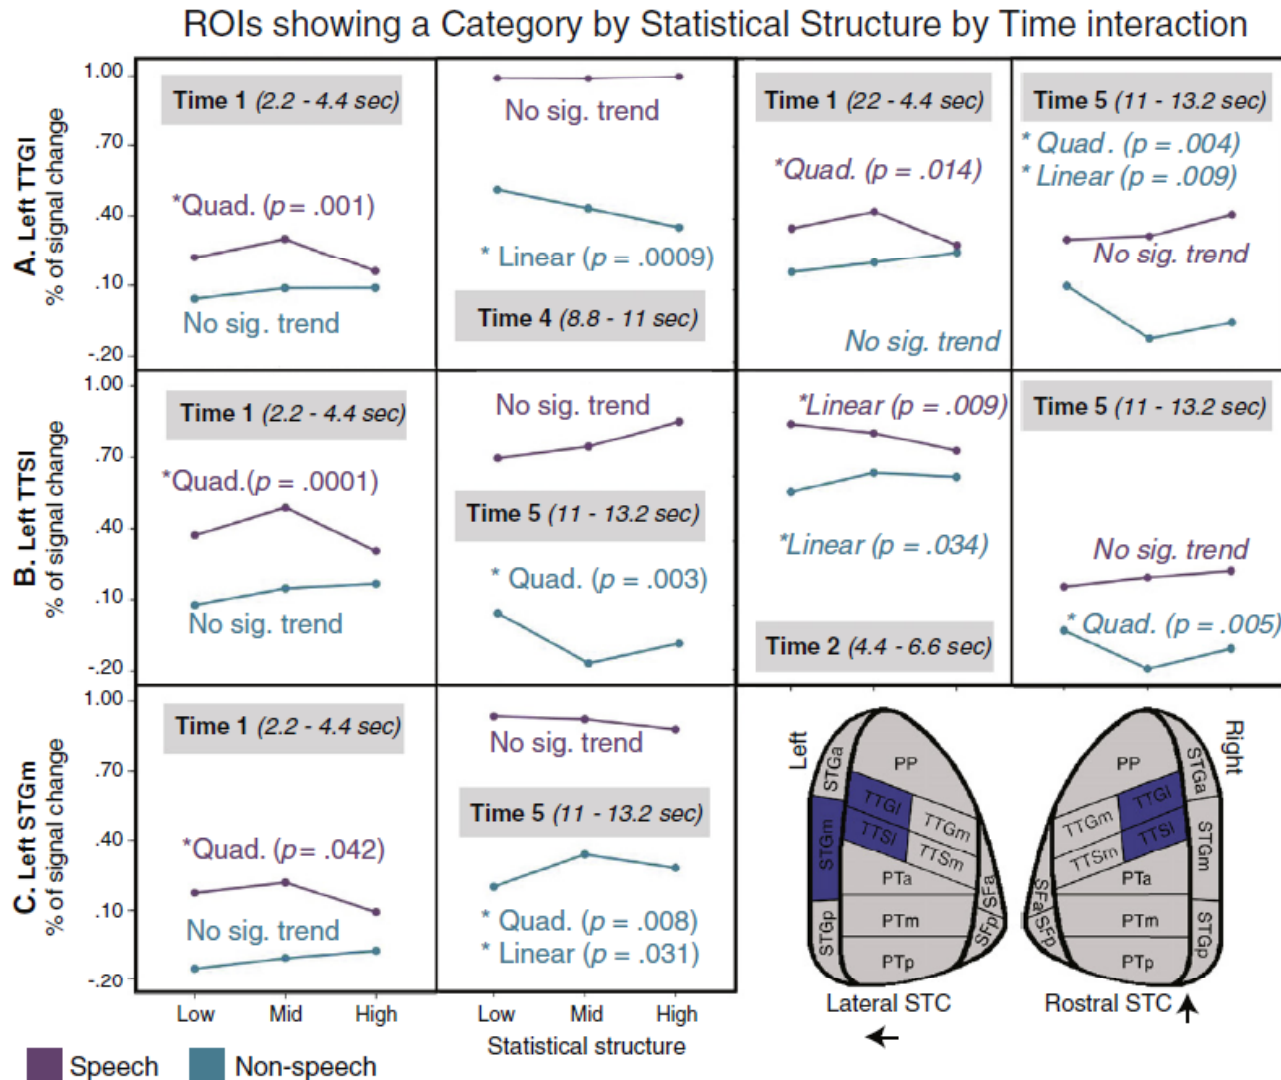 ROIs showing a Category by Statistical Structure by Time interaction
A. Left TTGl
% of signal change
1.00
.70
.40
.10
-.20
Time 1 (2.2 - 4.4 sec)
*Quad. (p = .001)
No sig. trend
No sig. trend
* Linear (p = .0009)
Time 4 (8.8 - 11 sec)
Time 1 (22 - 4.4 sec)
*Quad. (p = .014)
No sig. trend
Time 5 (11 - 13.2 sec)
* Quad. (p = .004)
* Linear (p = .009)
No sig. trend
B. Left TTSl
% of signal change
1.00
.70
.40
.10
-.20
Time 1 (2.2 - 4.4 sec)
*Quad.(p = .0001)
No sig. trend
No sig. trend
Time 5 (11 - 13.2 sec)
* Quad. (p = .003)
*Linear (p = .009)
*Linear (p = .034)
Time 2 (4.4 - 6.6 sec)
Time 5 (11 - 13.2 sec)
No sig. trend
* Quad. (p = .005)
C. Left STGm
% of signal change
1.00
.70
.40
.10
-.20
Time 1 (2.2 - 4.4 sec)
*Quad. (p = .042)
No sig. trend
No sig. trend
Time 5 (11 - 13.2 sec)
* Quad. (p = .008)
* Linear (p = .031)
Low Mid High
Low Mid High
Statistical structure
Left
STGa
PP
TTGl
TTGm
STGm
TTSl
TTSm
PTa
SFa
STGp
PTm
SFp
PTp
Lateral STC
Right
PP
STGa
TTGl
TTGm
TTSl
STGm
TTSm
PTa
SFa
PTm
SFp
STGp
PTp
Rostral STC
Speech Non-speech